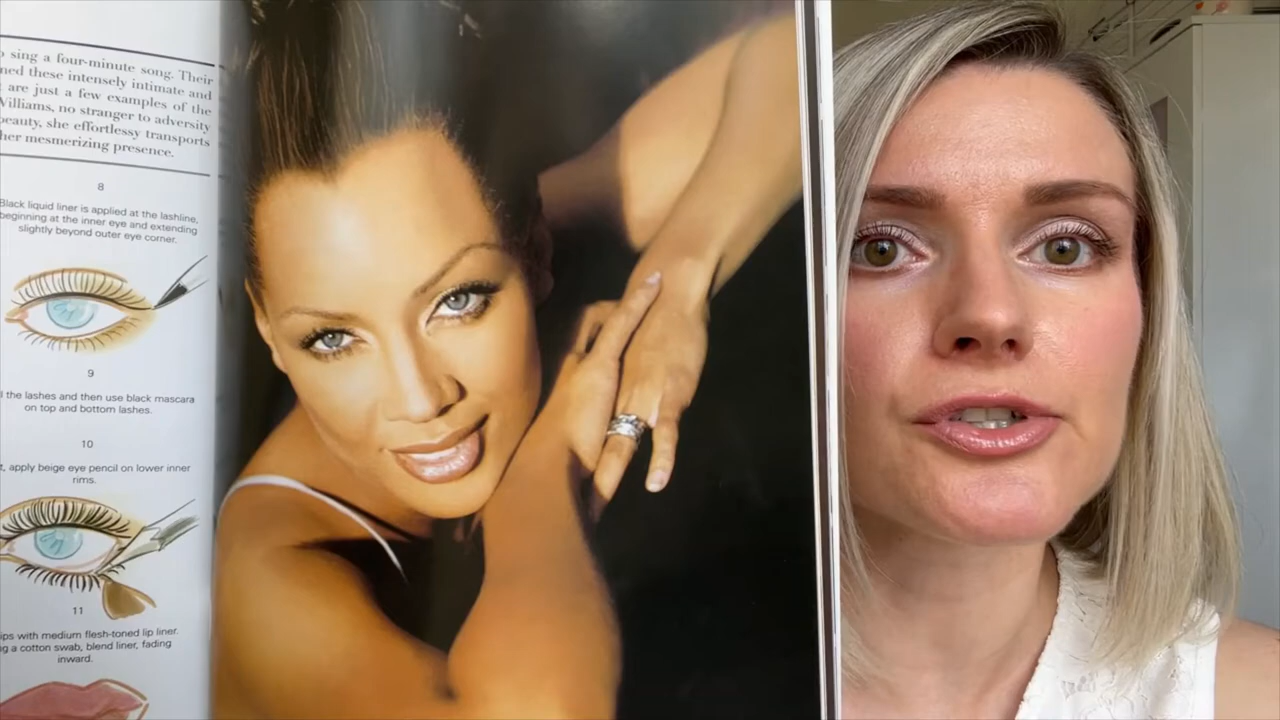 sing a four-minute song. Their
ned these intensely intimate and
are just a few examples of the
Williams, no stranger to adversity
beauty, she effortlessly transports
her mesmerizing presence.
8
Black liquid liner is applied at the lashline,
beginning at the inner eye and extending
slightly beyond outer eye corner.
9
l the lashes and then use black mascara
on top and bottom lashes.
10
t, apply beige eye pencil on lower inner
rims.
11
ips with medium flesh-toned lip liner.
g a cotton swab, blend liner, fading
inward.